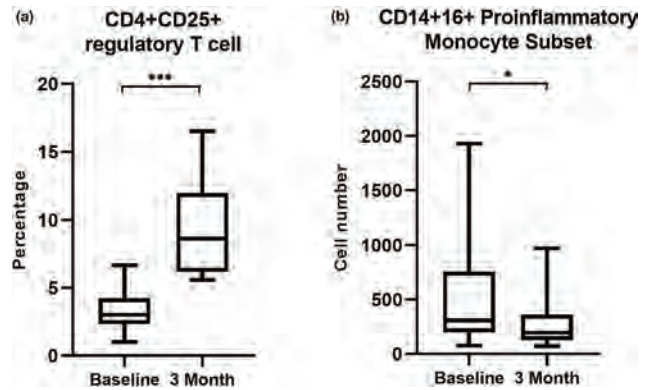 (a)
CD4+CD25+
regulatory T cell
***
20
15
10
5
0
Percentage
Baseline
3 Month
(b)
CD14+16+ Proinflammatory
Monocyte Subset
*
2500
2000
1500
1000
500
0
Cell number
Baseline
3 Month